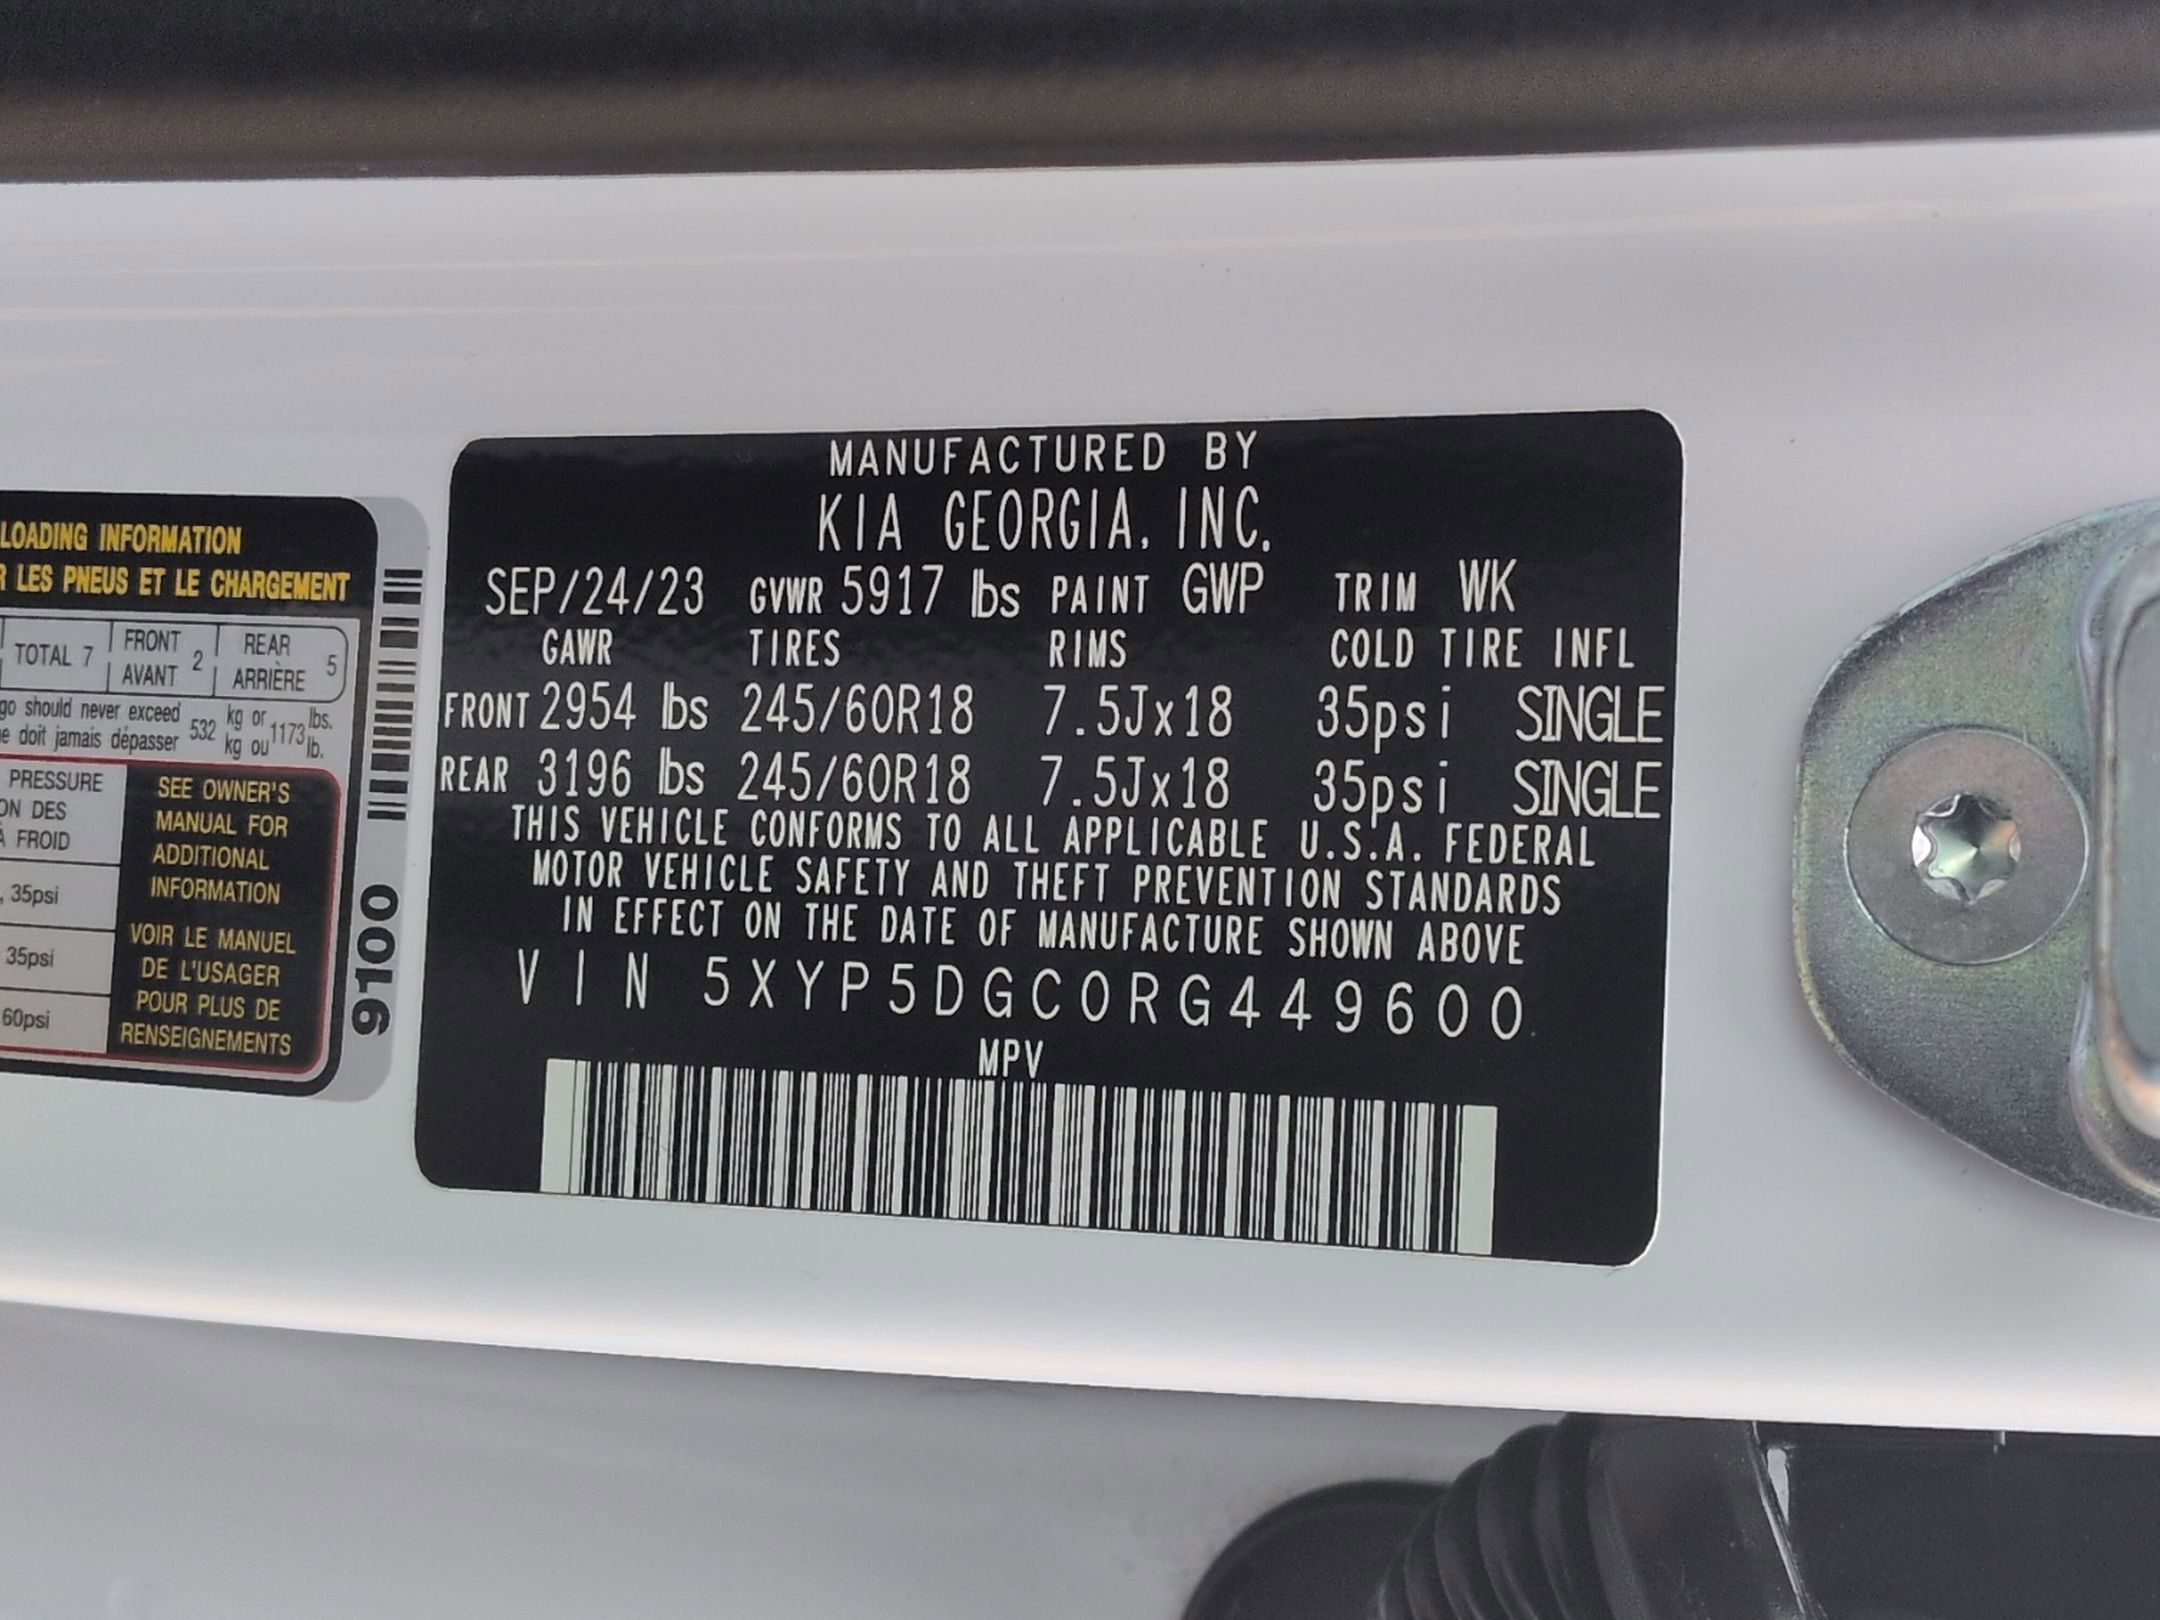 LOADING INFORMATION
R LES PNEUS ET LE CHARGEMENT
TOTAL 7 FRONT AVANT 2 REAR ARRIÈRE 5
go should never exceed 532 kg or 1173 lbs.
e doit jamais dépasser kg ou lb.
PRESSURE
ON DES
À FROID
, 35psi
35psi
60psi
SEE OWNER'S
MANUAL FOR
ADDITIONAL
INFORMATION
VOIR LE MANUEL
DE L'USAGER
POUR PLUS DE
RENSEIGNEMENTS
9100
MANUFACTURED BY
KIA GEORGIA, INC.
SEP/24/23 GVWR 5917 lbs PAINT GWP TRIM WK
GAWR TIRES RIMS COLD TIRE INFL
FRONT 2954 lbs 245/60R18 7.5Jx18 35psi SINGLE
REAR 3196 lbs 245/60R18 7.5Jx18 35psi SINGLE
THIS VEHICLE CONFORMS TO ALL APPLICABLE U.S.A. FEDERAL
MOTOR VEHICLE SAFETY AND THEFT PREVENTION STANDARDS
IN EFFECT ON THE DATE OF MANUFACTURE SHOWN ABOVE
VIN 5XYP5DGC0RG449600
MPV